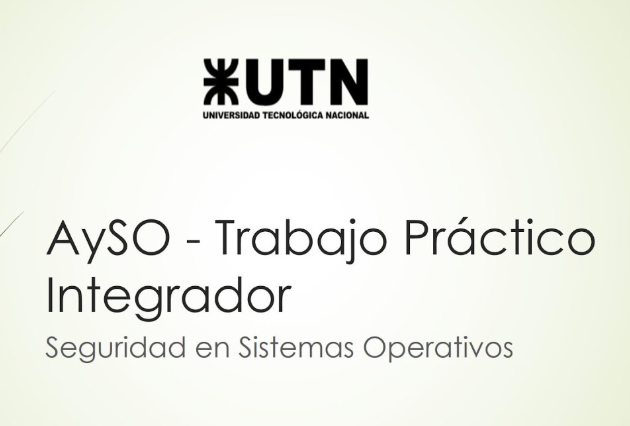 UTN
UNIVERSIDAD TECNOLÓGICA NACIONAL
AySO - Trabajo Práctico
Integrador
Seguridad en Sistemas Operativos